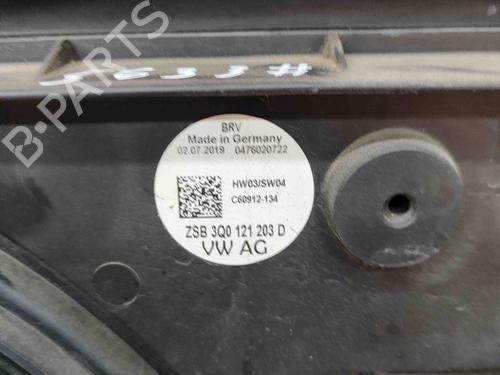 BRV
Made in Germany
02.07.2019 0476020722
HW03/SW04
C60912-134
ZSB 3Q0 121 203 D
VW AG
B-PARTS